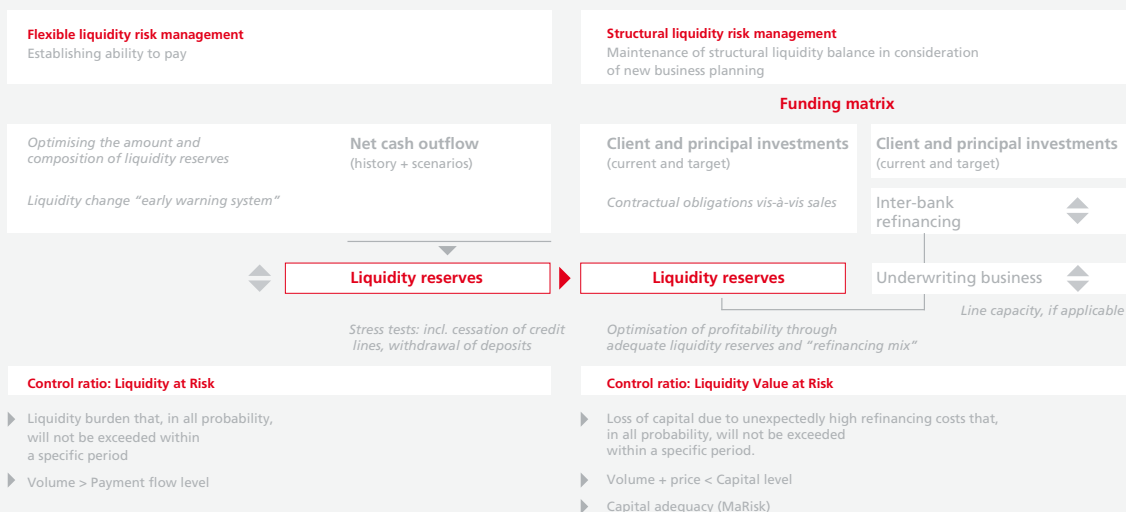 Flexible liquidity risk management
Establishing ability to pay
Structural liquidity risk management
Maintenance of structural liquidity balance in consideration
of new business planning
Funding matrix
Optimising the amount and
composition of liquidity reserves
Liquidity change “early warning system”
Net cash outflow
(history + scenarios)
Client and principal investments
(current and target)
Contractual obligations vis-à-vis sales
Client and principal investments
(current and target)
Inter-bank
refinancing
Liquidity reserves
Liquidity reserves
Underwriting business
Line capacity, if applicable
Stress tests: incl. cessation of credit
lines, withdrawal of deposits
Optimisation of profitability through
adequate liquidity reserves and “refinancing mix“
Control ratio: Liquidity at Risk
Liquidity burden that, in all probability,
will not be exceeded within
a specific period
Volume > Payment flow level
Control ratio: Liquidity Value at Risk
Loss of capital due to unexpectedly high refinancing costs that,
in all probability, will not be exceeded
within a specific period.
Volume + price < Capital level
Capital adequacy (MaRisk)